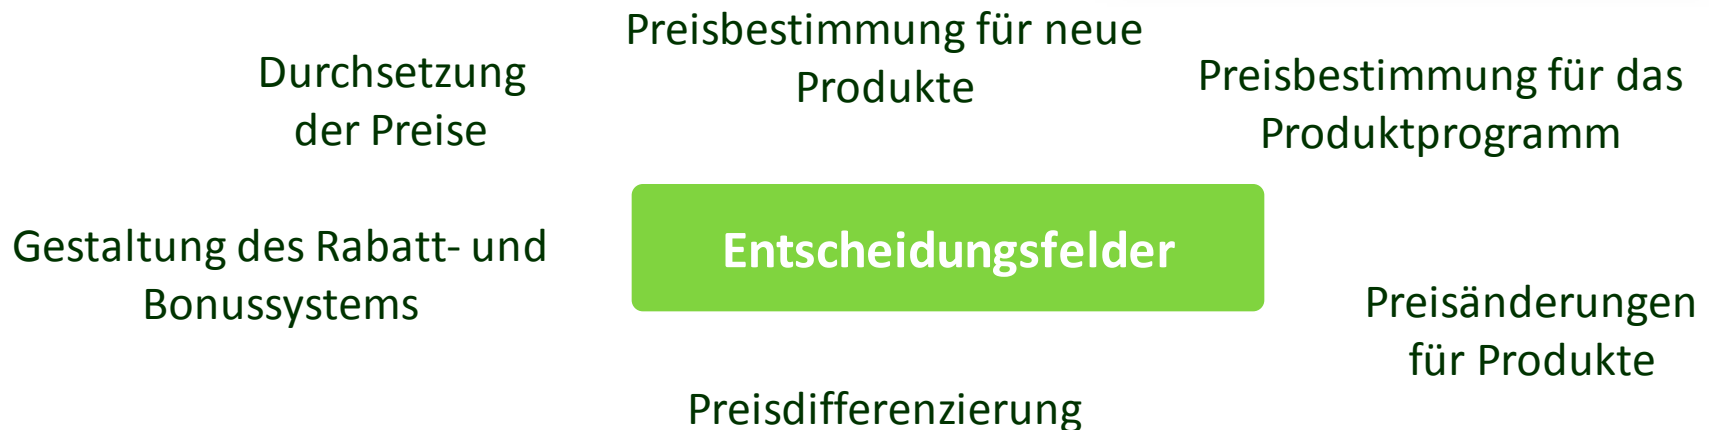 Preisbestimmung für neue
Produkte
Durchsetzung
der Preise
Preisbestimmung für das
Produktprogramm
Entscheidungsfelder
Gestaltung des Rabatt- und
Bonussystems
Preisänderungen
für Produkte
Preisdifferenzierung